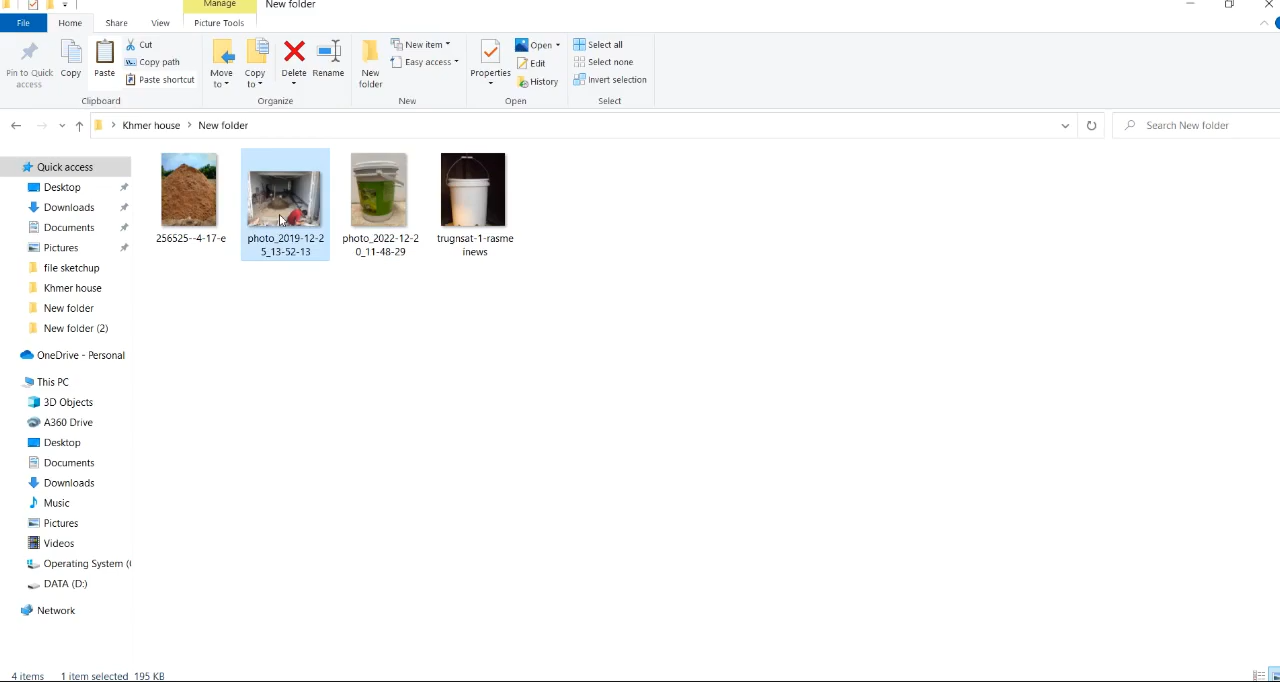 Manage
New folder
File
Home
Share
View
Picture Tools
Pin to Quick
access
Copy
Paste
Cut
Copy path
Paste shortcut
Clipboard
Move
to
Copy
to
Delete
Rename
Organize
New
folder
New item
Easy access
New
Properties
Open
Edit
History
Open
Select all
Select none
Invert selection
Select
Khmer house
New folder
Search New folder
Quick access
Desktop
Downloads
Documents
Pictures
file sketchup
Khmer house
New folder
New folder (2)
OneDrive - Personal
This PC
3D Objects
A360 Drive
Desktop
Documents
Downloads
Music
Pictures
Videos
Operating System (
DATA (D:)
Network
256525--4-17-e
photo_2019-12-2
5_13-52-13
photo_2022-12-2
0_11-48-29
trugnsat-1-rasme
inews
4 items
1 item selected 195 KB